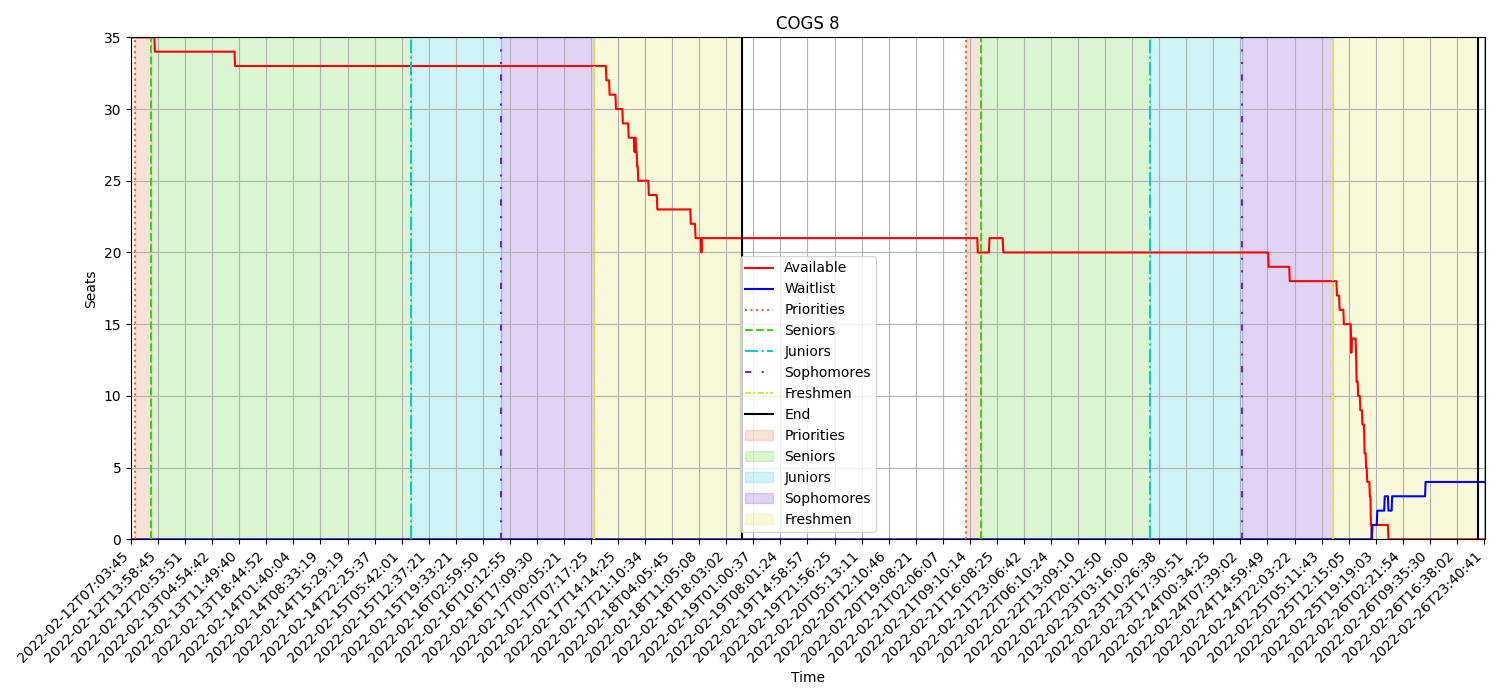 COGS 8
Seats
35
30
25
20
15
10
5
0
Available
Waitlist
Priorities
Seniors
Juniors
Sophomores
Freshmen
End
Priorities
Seniors
Juniors
Sophomores
Freshmen
2022-02-12T07:03:45
2022-02-12T13:58:45
2022-02-12T20:53:51
2022-02-13T04:54:42
2022-02-13T11:49:40
2022-02-13T18:44:52
2022-02-14T01:40:04
2022-02-14T08:33:19
2022-02-14T15:29:19
2022-02-14T22:25:37
2022-02-15T05:42:01
2022-02-15T12:37:21
2022-02-15T19:33:21
2022-02-16T02:59:50
2022-02-16T10:12:55
2022-02-16T17:09:30
2022-02-17T00:05:21
2022-02-17T07:17:25
2022-02-17T14:14:25
2022-02-17T21:10:34
2022-02-18T04:05:45
2022-02-18T11:05:08
2022-02-18T18:03:02
2022-02-19T01:00:37
2022-02-19T08:01:24
2022-02-19T14:58:57
2022-02-19T21:56:25
2022-02-20T05:13:11
2022-02-20T12:10:46
2022-02-20T19:08:21
2022-02-21T02:06:07
2022-02-21T09:10:14
2022-02-21T16:08:25
2022-02-21T23:06:42
2022-02-22T06:10:24
2022-02-22T13:09:10
2022-02-22T20:12:50
2022-02-23T03:16:00
2022-02-23T10:26:38
2022-02-23T17:30:51
2022-02-24T00:34:25
2022-02-24T07:39:02
2022-02-24T14:59:49
2022-02-24T22:03:22
2022-02-25T05:11:43
2022-02-25T12:15:05
2022-02-25T19:19:03
2022-02-26T02:21:54
2022-02-26T09:35:30
2022-02-26T16:38:02
2022-02-26T23:40:41
Time